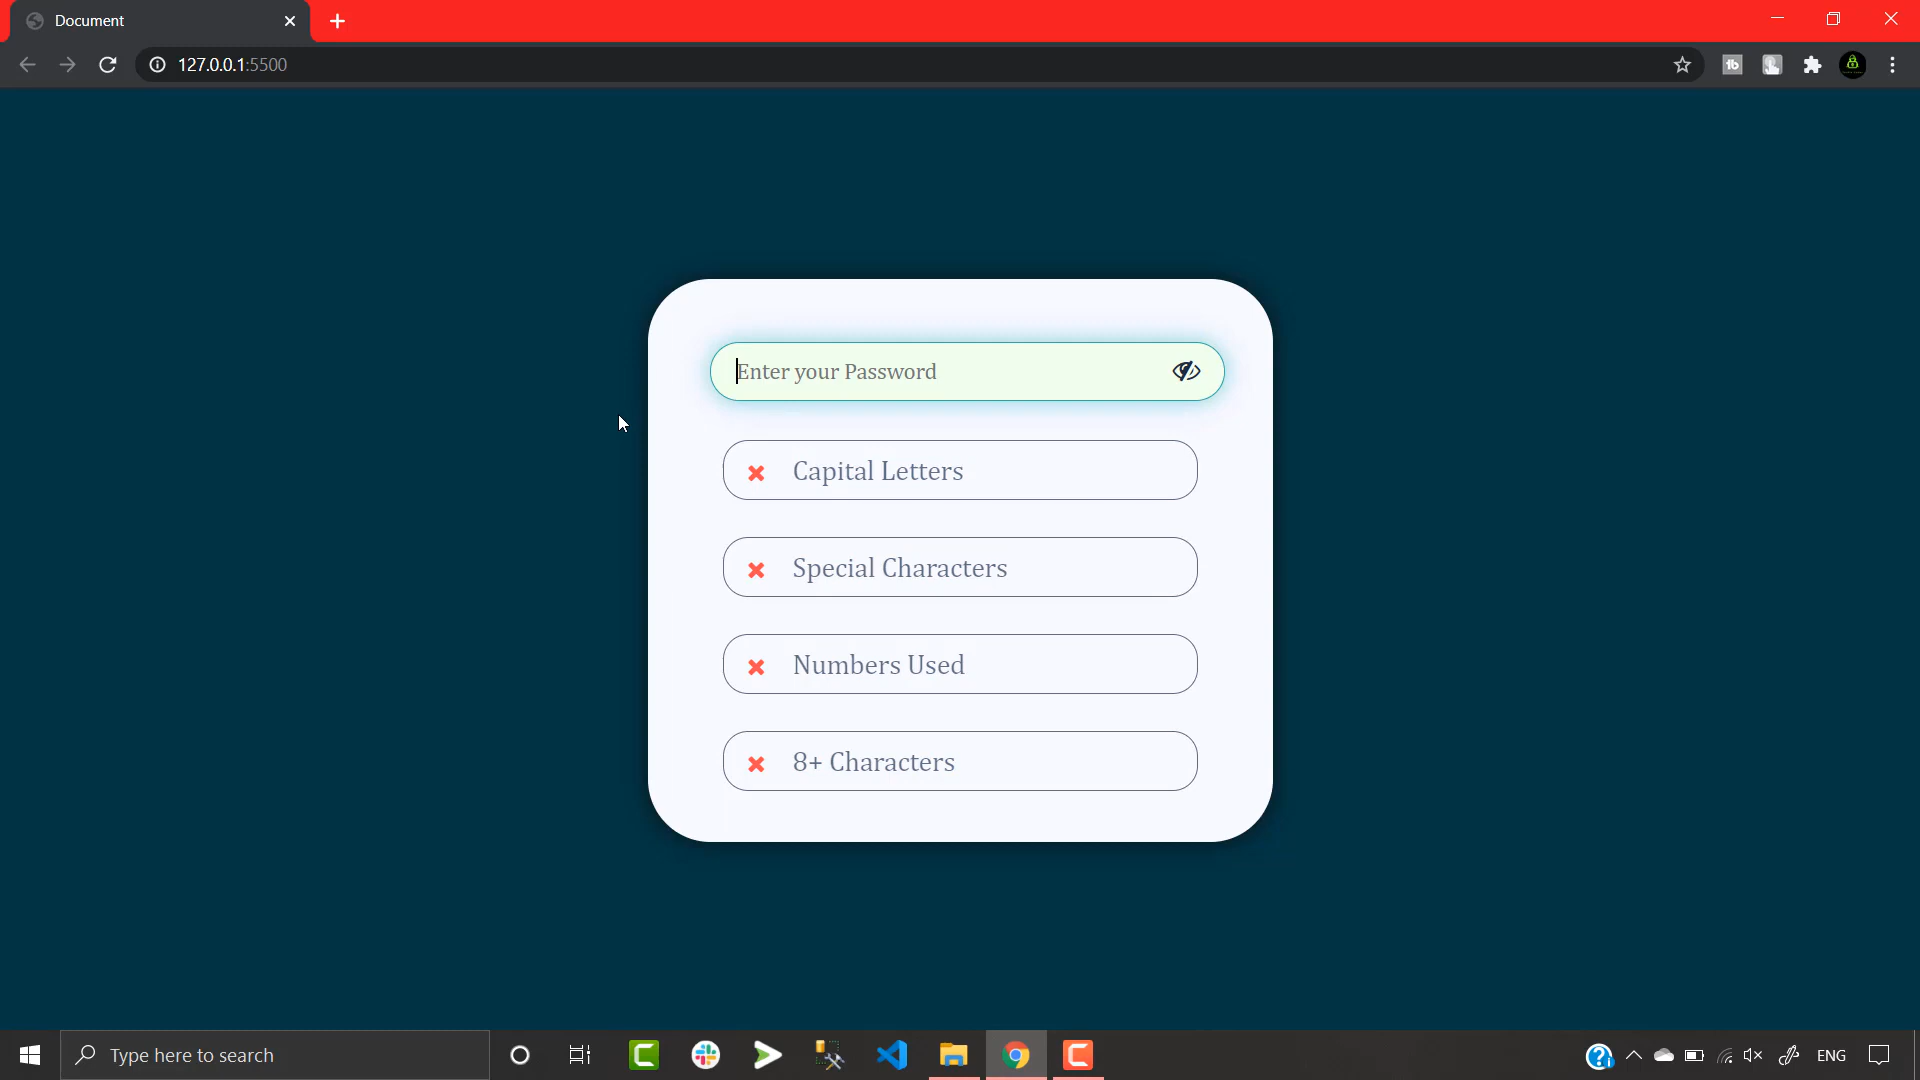 Document
127.0.0.1:5500
Enter your Password
Capital Letters
Special Characters
Numbers Used
8+ Characters
Type here to search
ENG